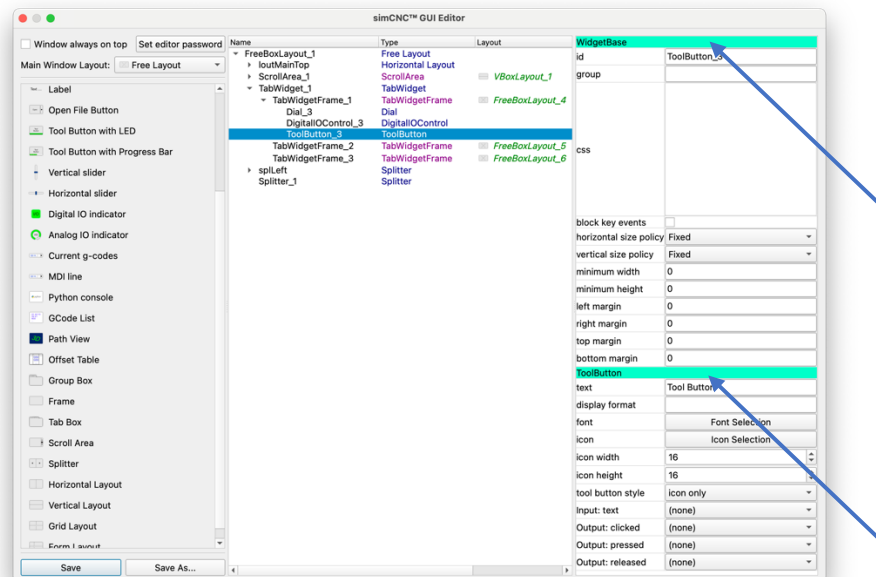 simCNC™ GUI Editor
Window always on top
Set editor password
Main Window Layout:
Free Layout
Label
Open File Button
Tool Button with LED
Tool Button with Progress Bar
Vertical slider
Horizontal slider
Digital IO indicator
Analog IO indicator
Current g-codes
MDI line
Python console
GCode List
Path View
Offset Table
Group Box
Frame
Tab Box
Scroll Area
Splitter
Horizontal Layout
Vertical Layout
Grid Layout
Form Layout
Save
Save As...
Name Type Layout
FreeBoxLayout_1 Free Layout
loutMainTop Horizontal Layout
ScrollArea_1 ScrollArea VBoxLayout_1
TabWidget_1 TabWidget
TabWidgetFrame_1 TabWidgetFrame FreeBoxLayout_4
Dial_3 Dial
DigitalIOControl_3 DigitalIOControl
ToolButton_3 ToolButton
TabWidgetFrame_2 TabWidgetFrame FreeBoxLayout_5
TabWidgetFrame_3 TabWidgetFrame FreeBoxLayout_6
splLeft Splitter
Splitter_1 Splitter
WidgetBase
id ToolButton_3
group
css
block key events
horizontal size policy Fixed
vertical size policy Fixed
minimum width 0
minimum height 0
left margin 0
right margin 0
top margin 0
bottom margin 0
ToolButton
text Tool Button
display format
font Font Selection
icon Icon Selection
icon width 16
icon height 16
tool button style icon only
Input: text (none)
Output: clicked (none)
Output: pressed (none)
Output: released (none)